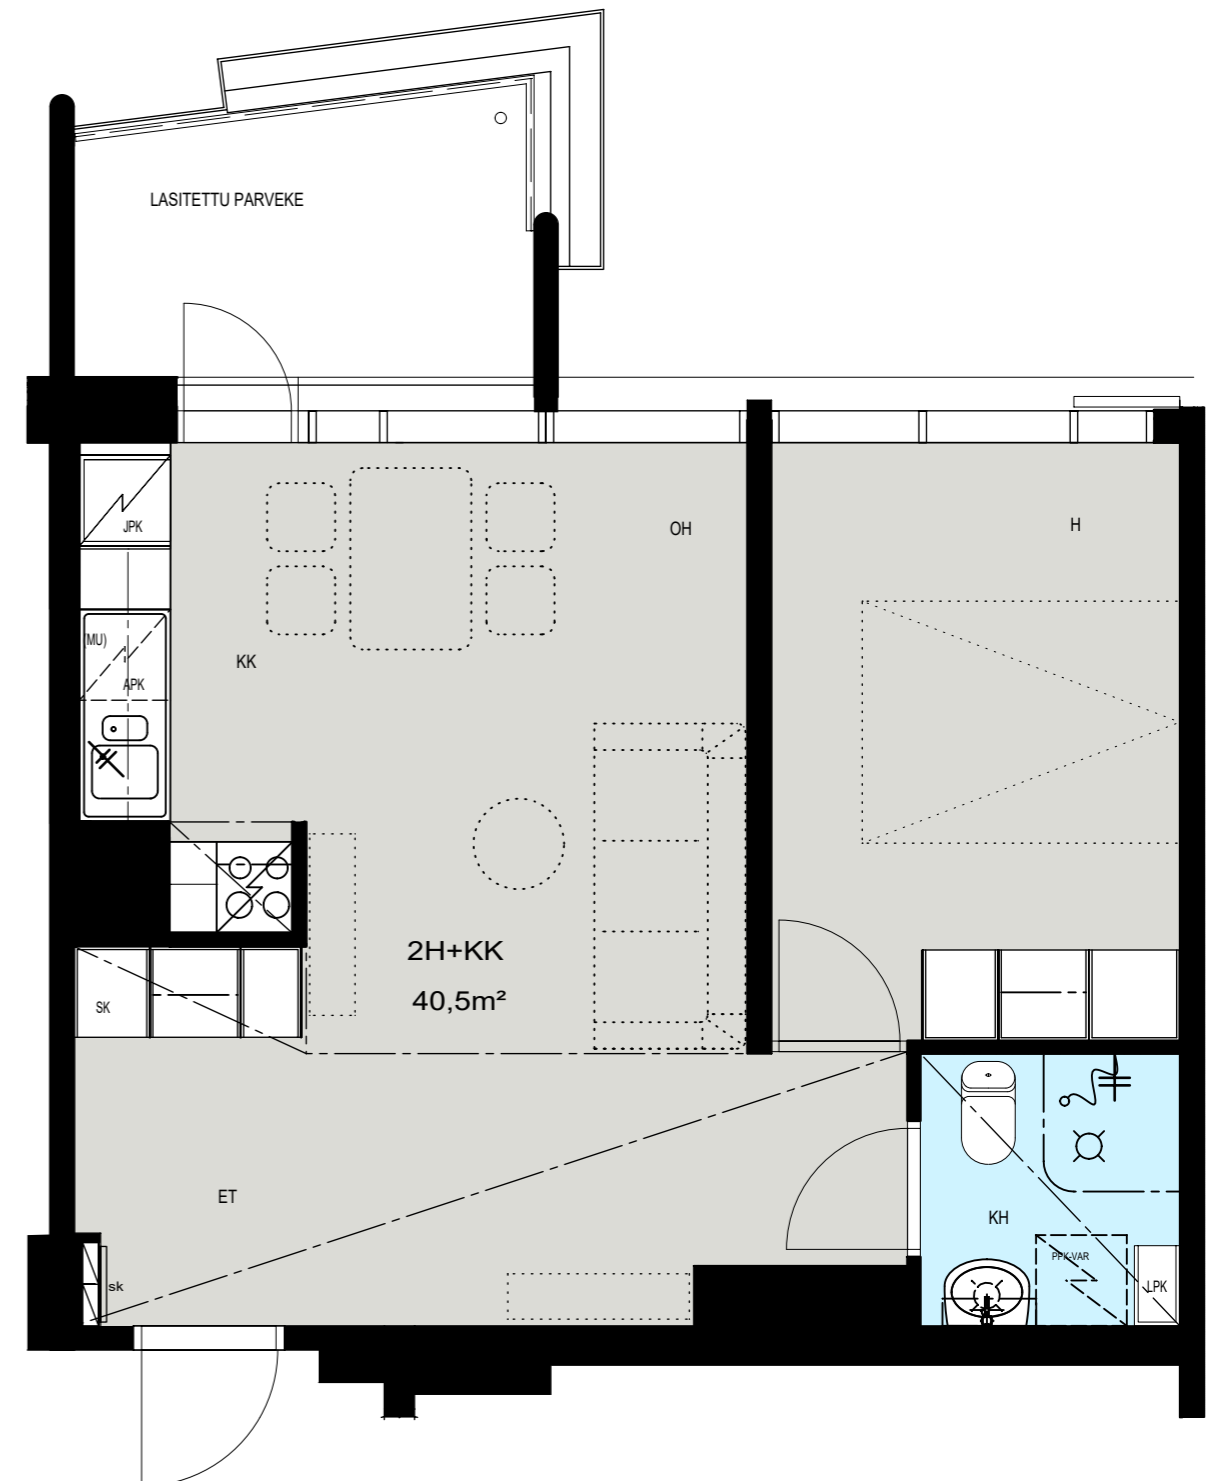 LASITETTU PARVEKE
JPK
OH
H
(MU)
KK
APK
2H+KK
40,5m²
SK
ET
KH
PPK-VAR
sk
LPK